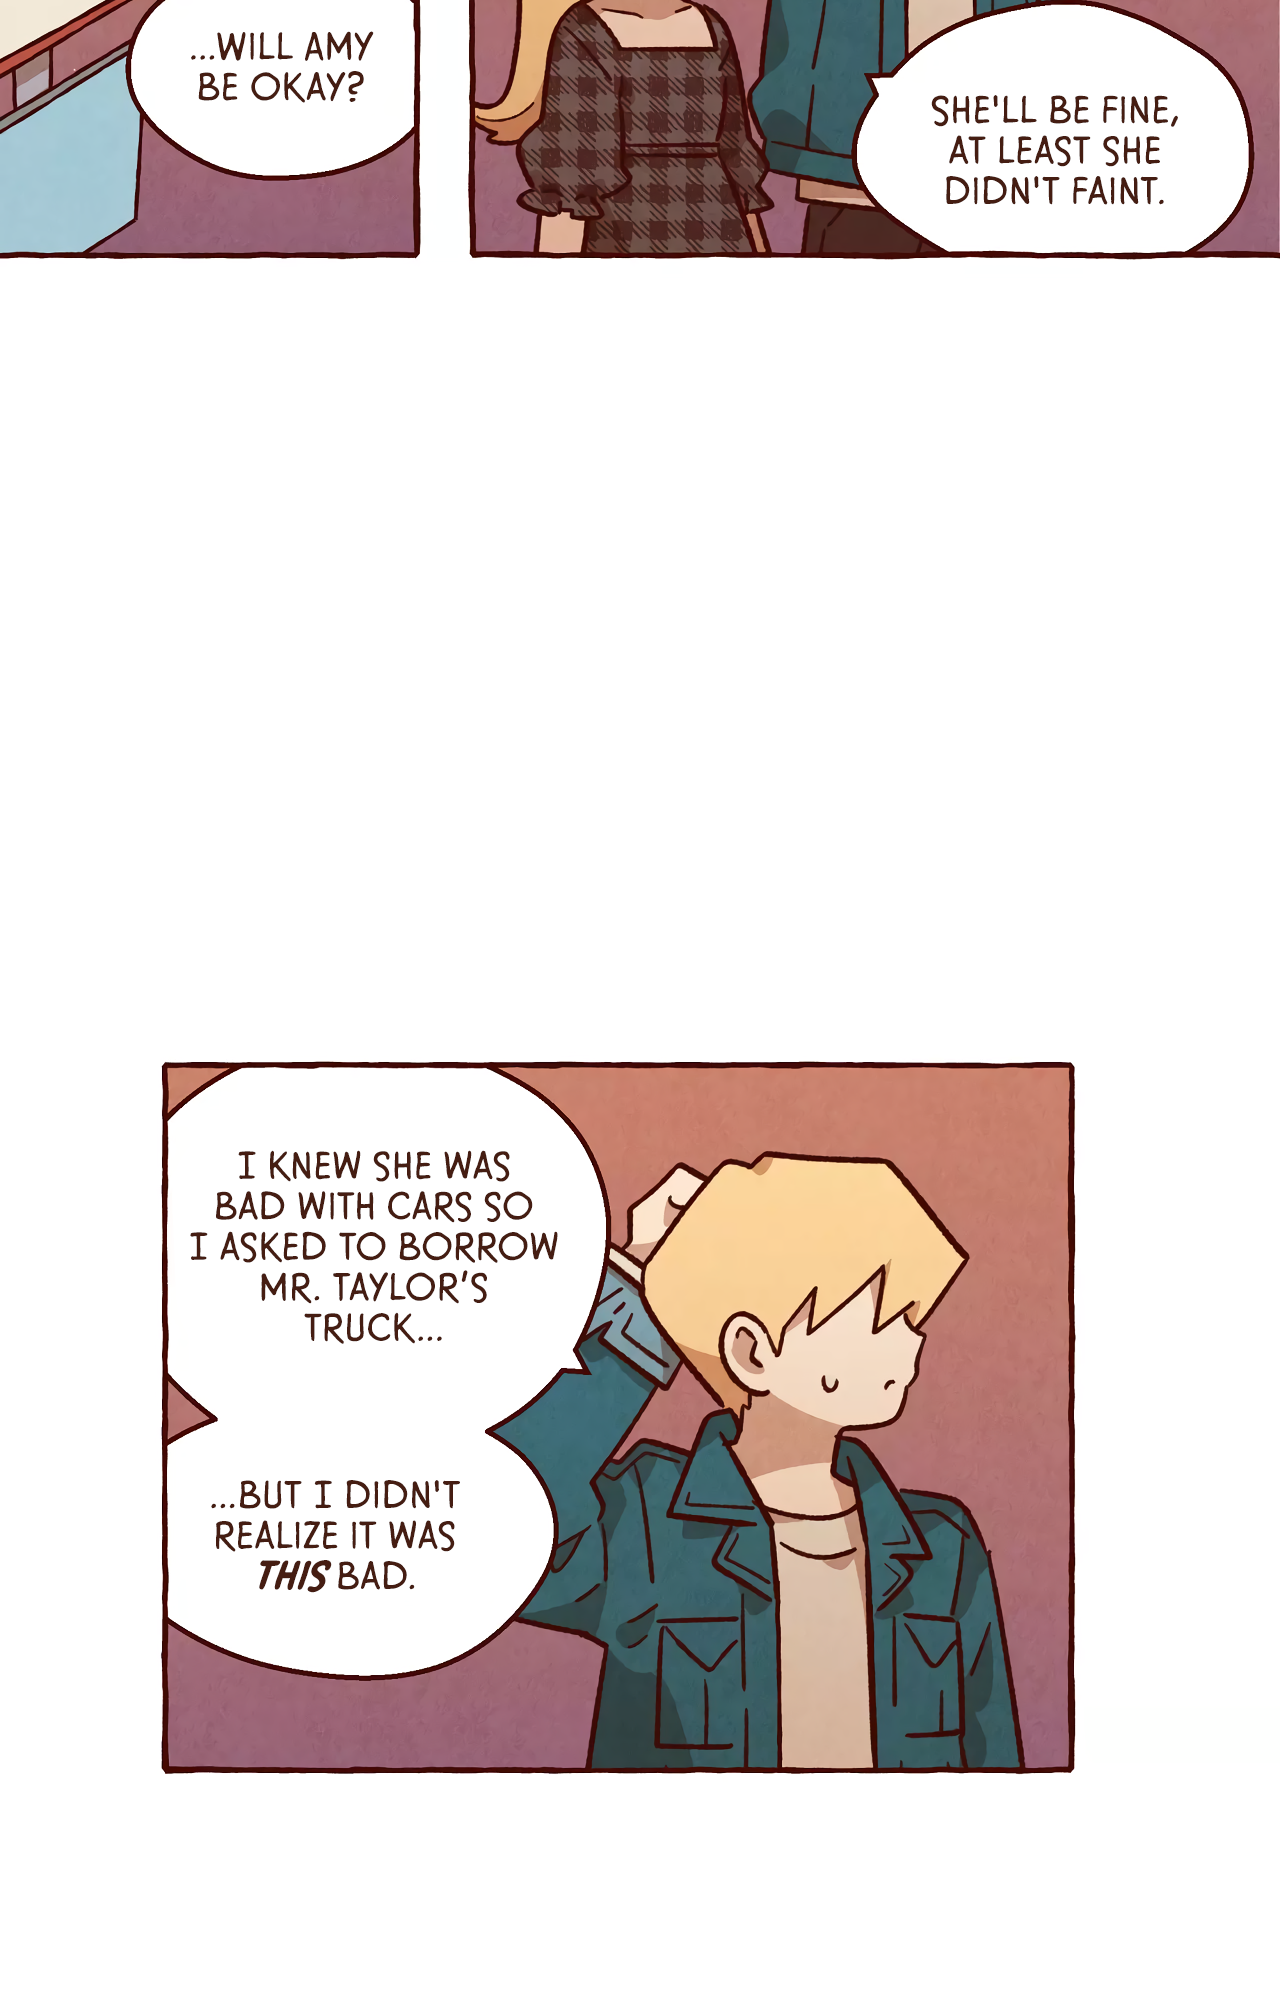 ...WILL AMY
BE OKAY?
SHE'LL BE FINE,
AT LEAST SHE
DIDN'T FAINT.
I KNEW SHE WAS
BAD WITH CARS SO
I ASKED TO BORROW
MR. TAYLOR'S
TRUCK...
...BUT I DIDN'T
REALIZE IT WAS
THIS BAD.